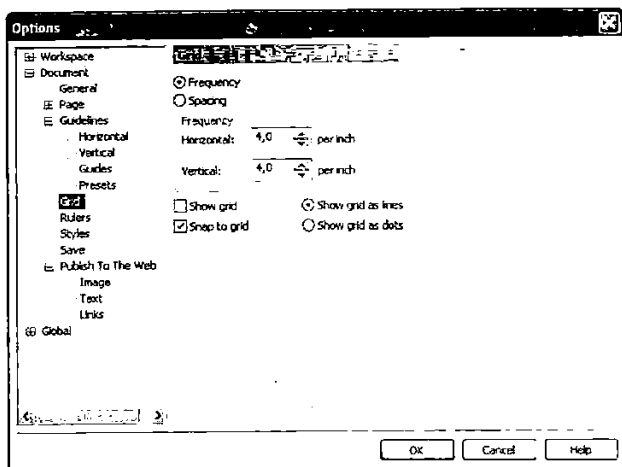 Options
Workspace
Document
General
Page
Guidelines
Horizontal
Vertical
Guides
Presets
Grid
Rulers
Styles
Save
Publish To The Web
Image
Text
Links
Global
Frequency
Spacing
Frequency
Horizontal: 4,0 per inch
Vertical: 4,0 per inch
Show grid
Show grid as lines
Snap to grid
Show grid as dots
OK
Cancel
Help